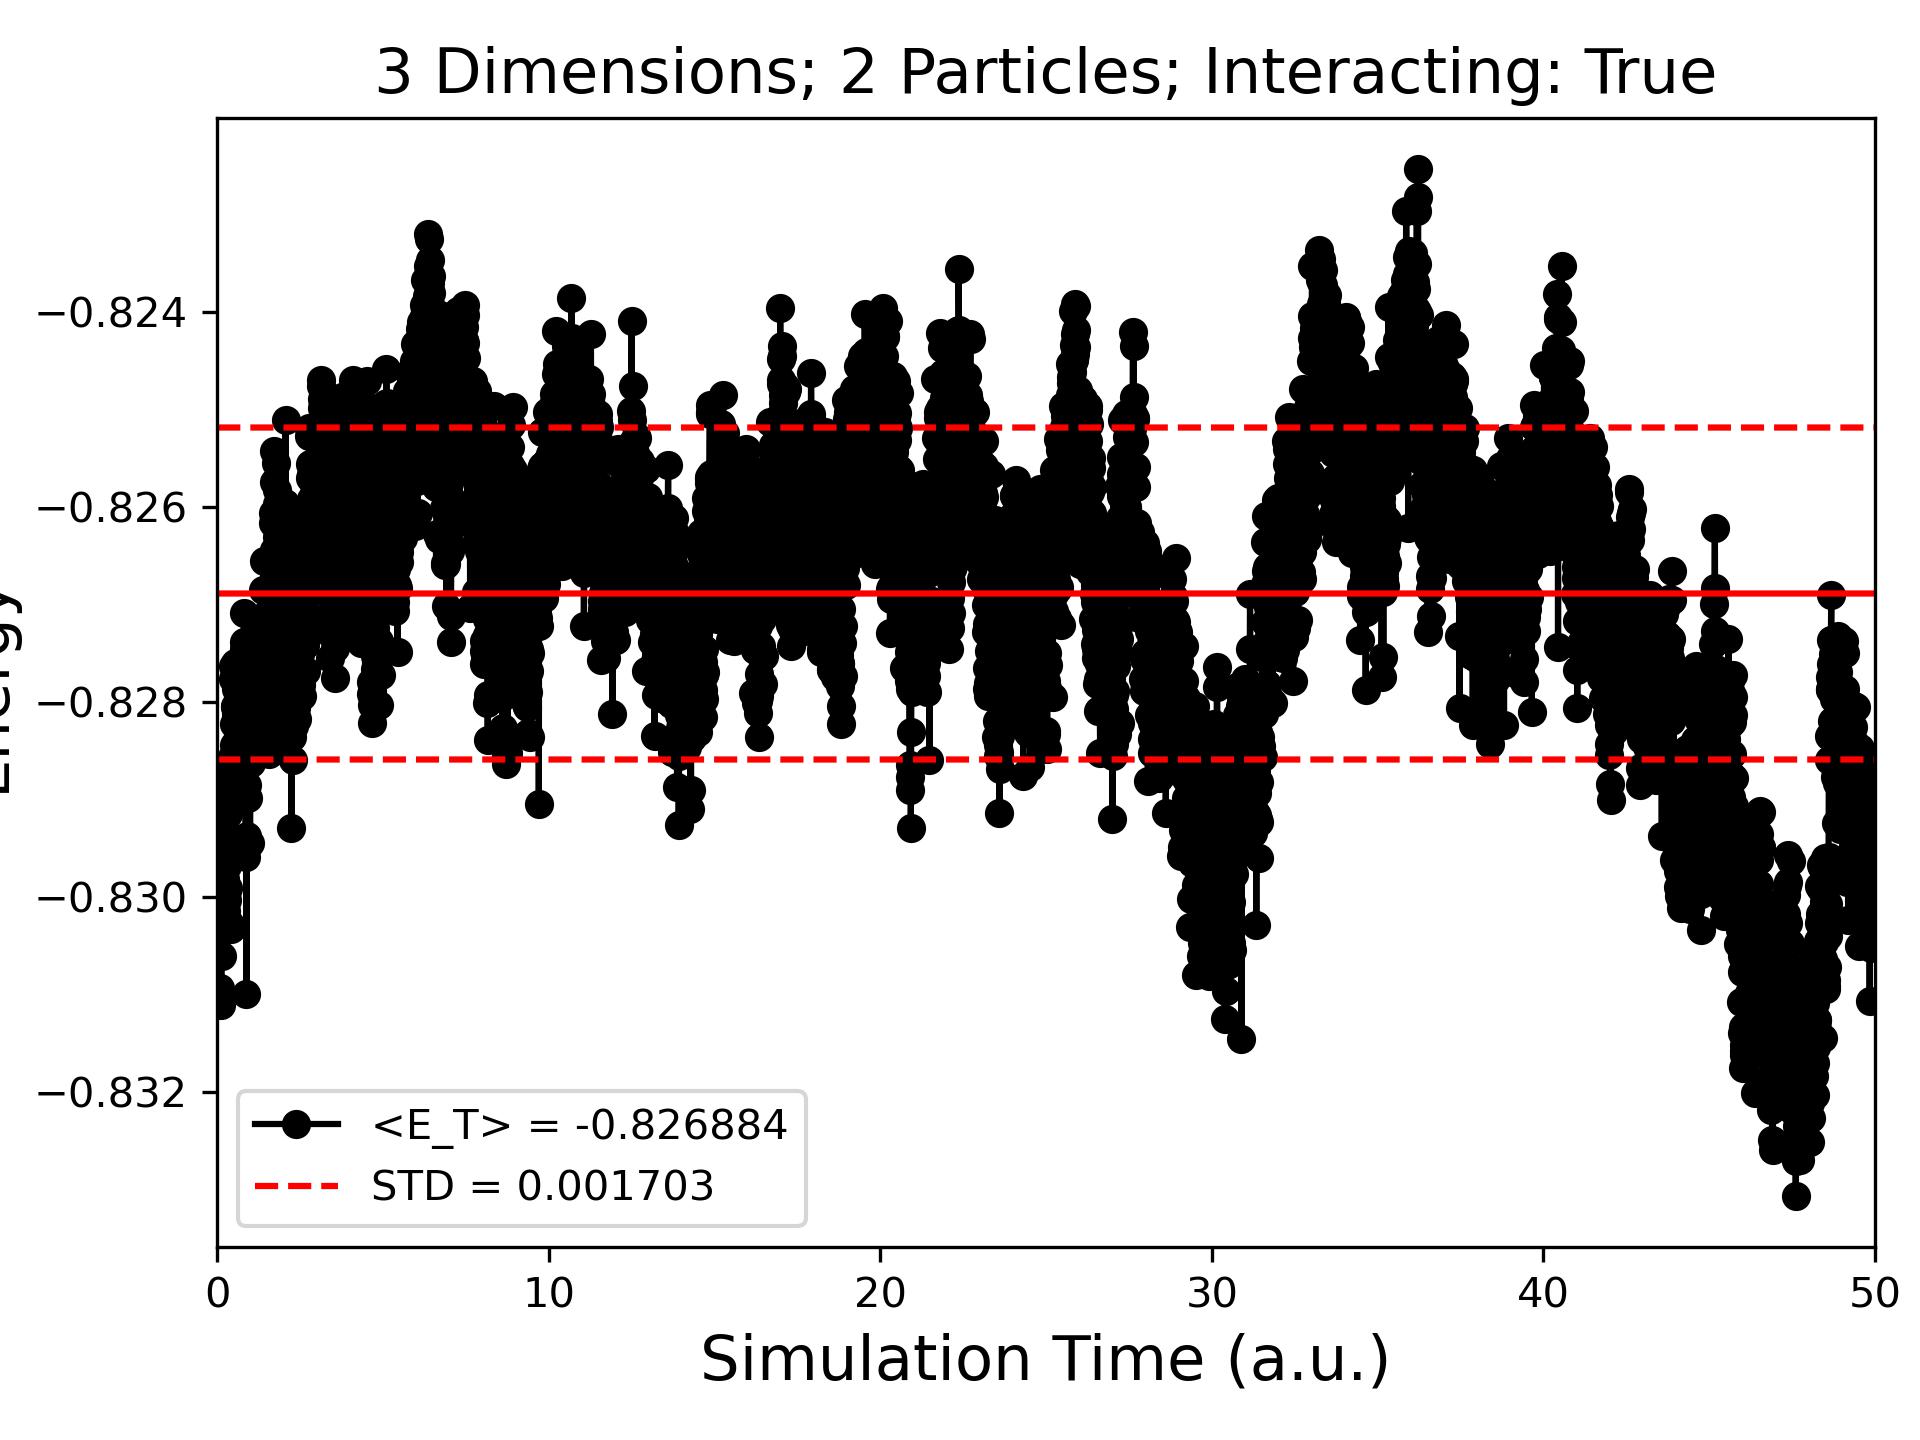 3 Dimensions; 2 Particles; Interacting: True
Energy
−0.824
−0.826
−0.828
−0.830
−0.832
<E_T> = -0.826884
STD = 0.001703
0 10 20 30 40 50
Simulation Time (a.u.)